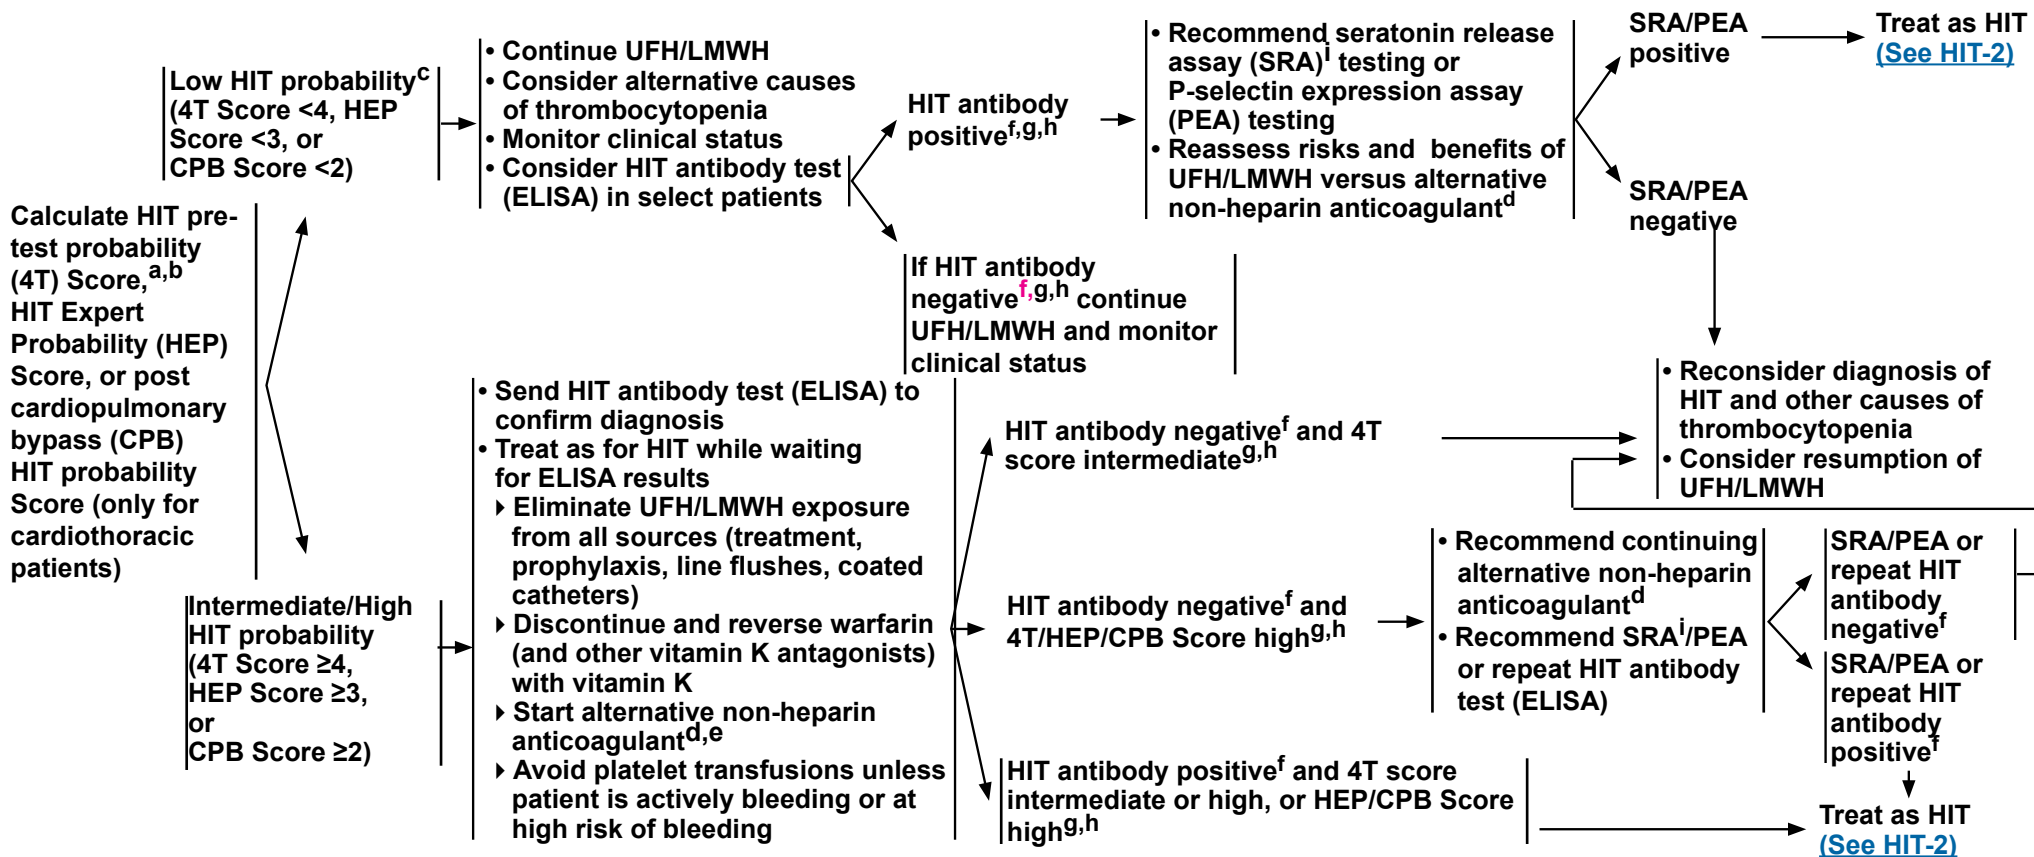 Calculate HIT pre-
test probability
(4T) Score,a,b
HIT Expert
Probability (HEP)
Score, or post
cardiopulmonary
bypass (CPB)
HIT probability
Score (only for
cardiothoracic
patients)
Low HIT probabilityc
(4T Score <4, HEP
Score <3, or
CPB Score <2)
• Continue UFH/LMWH
• Consider alternative causes
of thrombocytopenia
• Monitor clinical status
• Consider HIT antibody test
(ELISA) in select patients
HIT antibody
positivef,g,h
• Recommend seratonin release
assay (SRA)i testing or
P-selectin expression assay
(PEA) testing
• Reassess risks and benefits of
UFH/LMWH versus alternative
non-heparin anticoagulantd
SRA/PEA
positive
Treat as HIT
(See HIT-2)
SRA/PEA
negative
If HIT antibody
negativef,g,h continue
UFH/LMWH and monitor
clinical status
Intermediate/High
HIT probability
(4T Score ≥4,
HEP Score ≥3,
or
CPB Score ≥2)
• Send HIT antibody test (ELISA) to
confirm diagnosis
• Treat as for HIT while waiting
for ELISA results
▸ Eliminate UFH/LMWH exposure
from all sources (treatment,
prophylaxis, line flushes, coated
catheters)
▸ Discontinue and reverse warfarin
(and other vitamin K antagonists)
with vitamin K
▸ Start alternative non-heparin
anticoagulantd,e
▸ Avoid platelet transfusions unless
patient is actively bleeding or at
high risk of bleeding
HIT antibody negativef and 4T
score intermediateg,h
• Reconsider diagnosis of
HIT and other causes of
thrombocytopenia
• Consider resumption of
UFH/LMWH
HIT antibody negativef and
4T/HEP/CPB Score highg,h
• Recommend continuing
alternative non-heparin
anticoagulantd
• Recommend SRAi/PEA
or repeat HIT antibody
test (ELISA)
SRA/PEA or
repeat HIT
antibody
negativef
SRA/PEA or
repeat HIT
antibody
positivef
HIT antibody positivef and 4T score
intermediate or high, or HEP/CPB Score
highg,h
Treat as HIT
(See HIT-2)